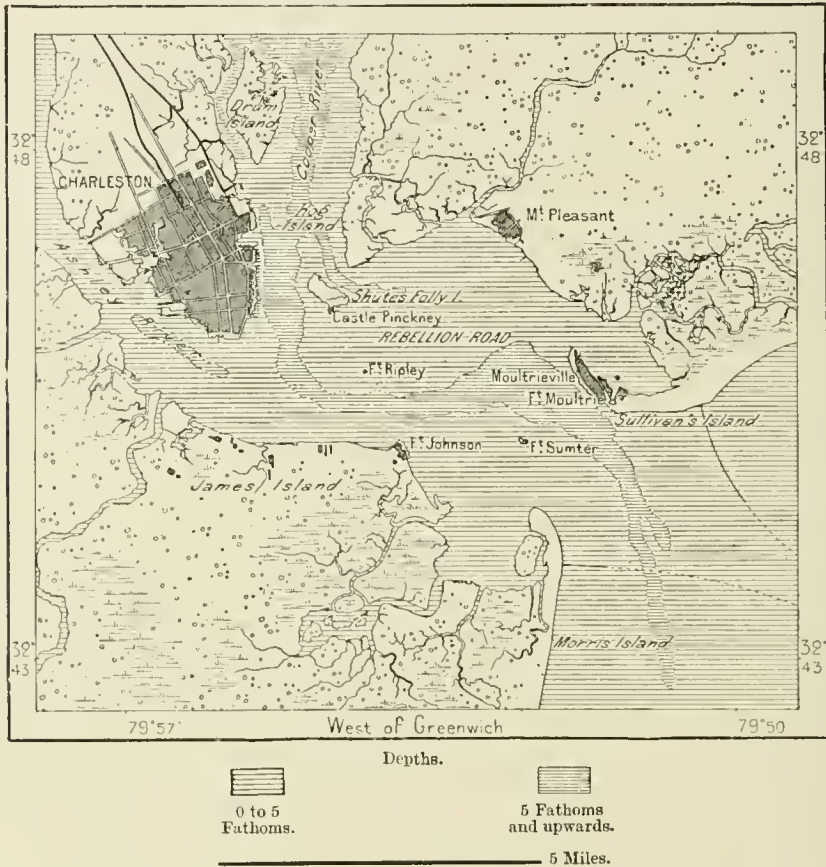 32°
48
32°
48
Drum
Island
Cooper River
CHARLESTON
Hog
Island
Mt. Pleasant
Ashley River
Shutes Folly I.
Castle Pinckney
REBELLION ROAD
Ft. Ripley
Moultrieville
Ft. Moultrie
Sullivan's Island
Ft. Johnson
Ft. Sumter
James Island
Morris Island
32°
43
32°
43
79°57'
West of Greenwich
79°50
Depths.
0 to 5
Fathoms.
5 Fathoms
and upwards.
5 Miles.